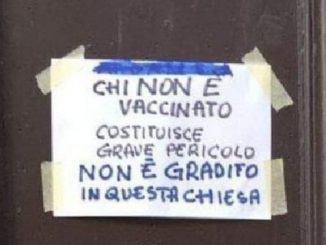 CHI NON È
VACCINATO
COSTITUISCE
GRAVE PERICOLO
NON È GRADITO
IN QUESTA CHIESA